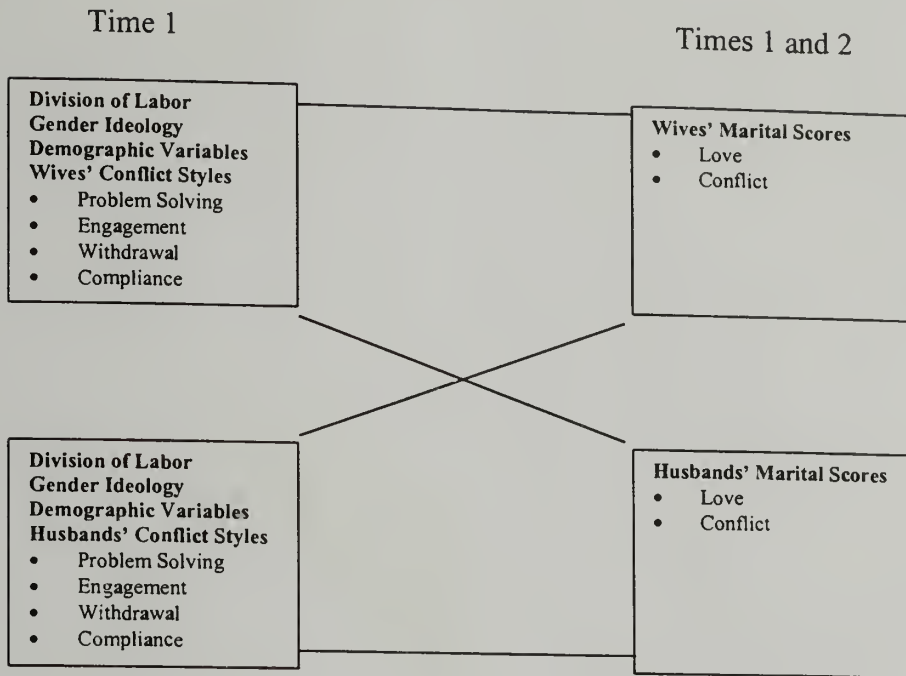 Time 1
Times 1 and 2
Division of Labor
Gender Ideology
Demographic Variables
Wives' Conflict Styles
• Problem Solving
• Engagement
• Withdrawal
• Compliance
Wives' Marital Scores
• Love
• Conflict
Division of Labor
Gender Ideology
Demographic Variables
Husbands' Conflict Styles
• Problem Solving
• Engagement
• Withdrawal
• Compliance
Husbands' Marital Scores
• Love
• Conflict